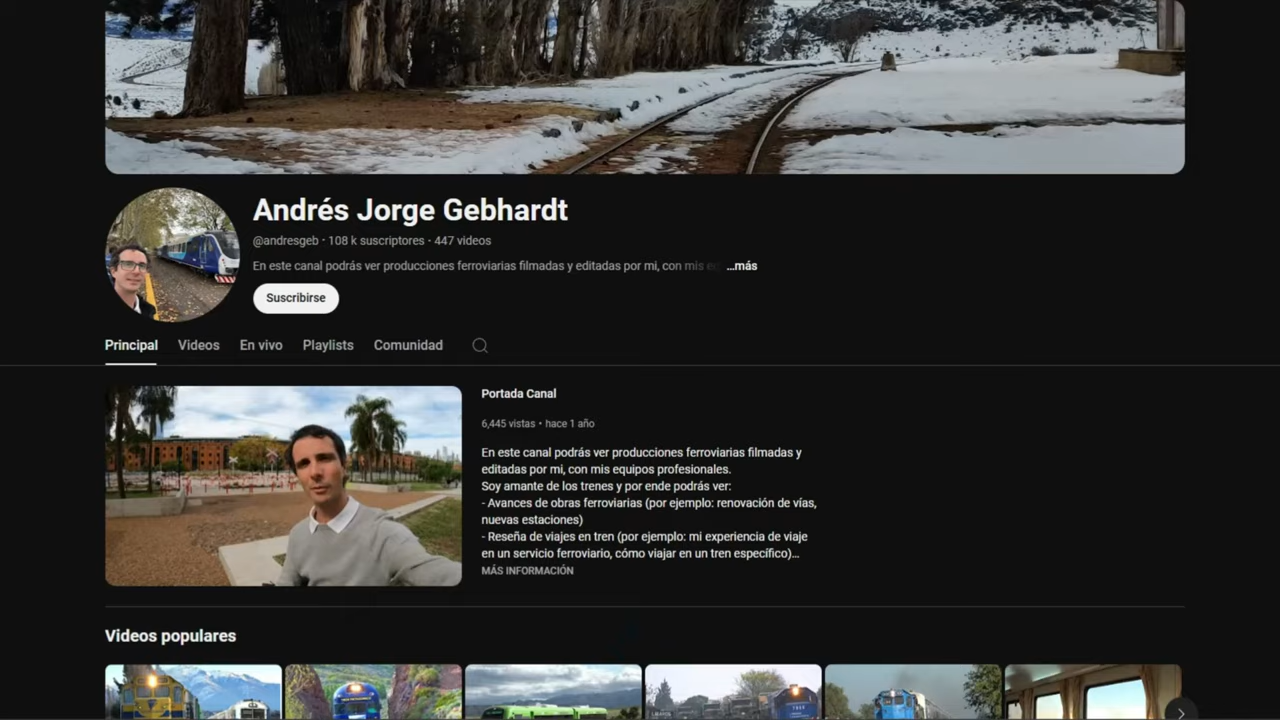 Andrés Jorge Gebhardt
@andresgeb • 108 k suscriptores • 447 videos
En este canal podrás ver producciones ferroviarias filmadas y editadas por mi, con mis ...más
Suscribirse
Principal Videos En vivo Playlists Comunidad
Portada Canal
6,445 vistas • hace 1 año
En este canal podrás ver producciones ferroviarias filmadas y
editadas por mi, con mis equipos profesionales.
Soy amante de los trenes y por ende podrás ver:
- Avances de obras ferroviarias (por ejemplo: renovación de vías,
nuevas estaciones)
- Reseña de viajes en tren (por ejemplo: mi experiencia de viaje
en un servicio ferroviario, cómo viajar en un tren específico)...
MÁS INFORMACIÓN
Videos populares